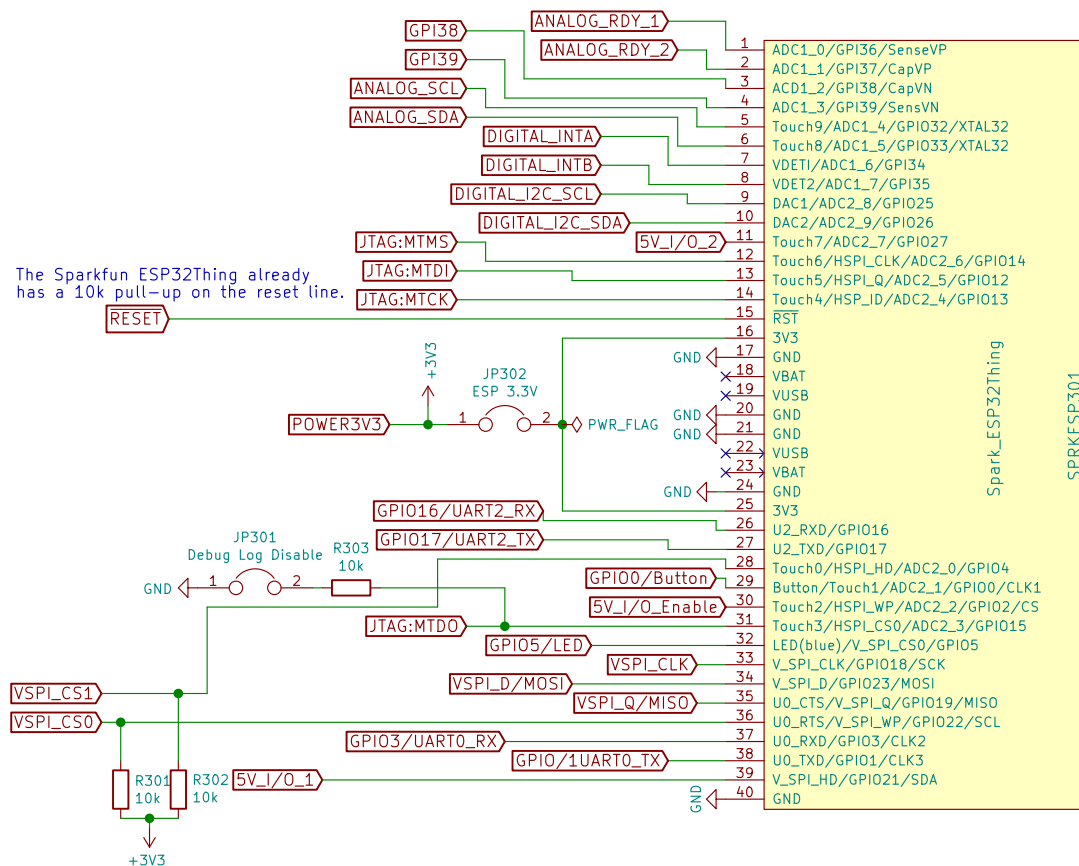 ANALOG_RDY_1
GPI38
ANALOG_RDY_2
GPI39
ANALOG_SCL
ANALOG_SDA
DIGITAL_INTA
DIGITAL_INTB
DIGITAL_I2C_SCL
DIGITAL_I2C_SDA
5V_I/O_2
JTAG:MTMS
JTAG:MTDI
JTAG:MTCK
The Sparkfun ESP32Thing already
has a 10k pull-up on the reset line.
RESET
+3V3
JP302
ESP 3.3V
POWER3V3
1
2
PWR_FLAG
GND
GND
GND
GND
GPIO16/UART2_RX
GPIO17/UART2_TX
JP301
Debug Log Disable
R303
10k
GND
1
2
GPIO0/Button
5V_I/O_Enable
JTAG:MTDO
GPIO5/LED
VSPI_CLK
VSPI_D/MOSI
VSPI_CS1
VSPI_Q/MISO
VSPI_CS0
GPIO3/UART0_RX
GPIO/1UART0_TX
R301
10k
R302
10k
5V_I/O_1
GND
+3V3
1 ADC1_0/GPI36/SenseVP
2 ADC1_1/GPI37/CapVP
3 ACD1_2/GPI38/CapVN
4 ADC1_3/GPI39/SensVN
5 Touch9/ADC1_4/GPIO32/XTAL32
6 Touch8/ADC1_5/GPIO33/XTAL32
7 VDETI/ADC1_6/GPI34
8 VDET2/ADC1_7/GPI35
9 DAC1/ADC2_8/GPIO25
10 DAC2/ADC2_9/GPIO26
11 Touch7/ADC2_7/GPIO27
12 Touch6/HSPI_CLK/ADC2_6/GPIO14
13 Touch5/HSPI_Q/ADC2_5/GPIO12
14 Touch4/HSP_ID/ADC2_4/GPIO13
15 RST
16 3V3
17 GND
18 VBAT
19 VUSB
20 GND
21 GND
22 VUSB
23 VBAT
24 GND
25 3V3
26 U2_RXD/GPIO16
27 U2_TXD/GPIO17
28 Touch0/HSPI_HD/ADC2_0/GPIO4
29 Button/Touch1/ADC2_1/GPIO0/CLK1
30 Touch2/HSPI_WP/ADC2_2/GPIO2/CS
31 Touch3/HSPI_CS0/ADC2_3/GPIO15
32 LED(blue)/V_SPI_CS0/GPIO5
33 V_SPI_CLK/GPIO18/SCK
34 V_SPI_D/GPIO23/MOSI
35 U0_CTS/V_SPI_Q/GPIO19/MISO
36 U0_RTS/V_SPI_WP/GPIO22/SCL
37 U0_RXD/GPIO3/CLK2
38 U0_TXD/GPIO1/CLK3
39 V_SPI_HD/GPIO21/SDA
40 GND
Spark_ESP32Thing
SPRKESP301